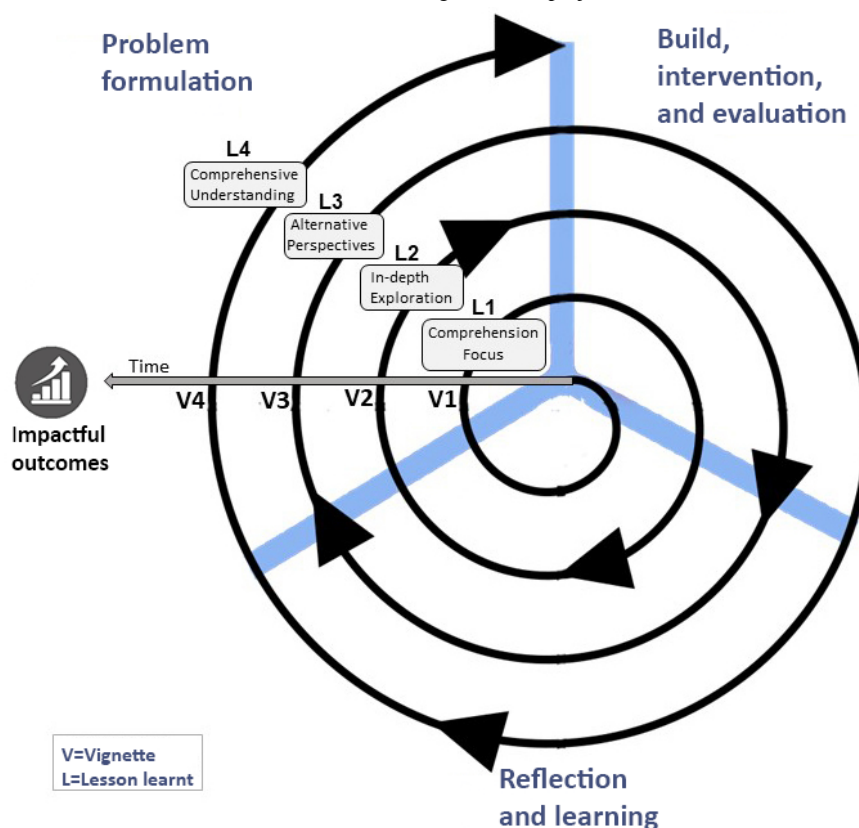 Problem
formulation
Build,
intervention,
and evaluation
L4
Comprehensive
Understanding
L3
Alternative
Perspectives
L2
In-depth
Exploration
L1
Comprehension
Focus
Time
V4
V3
V2
V1
Impactful
outcomes
V=Vignette
L=Lesson learnt
Reflection
and learning